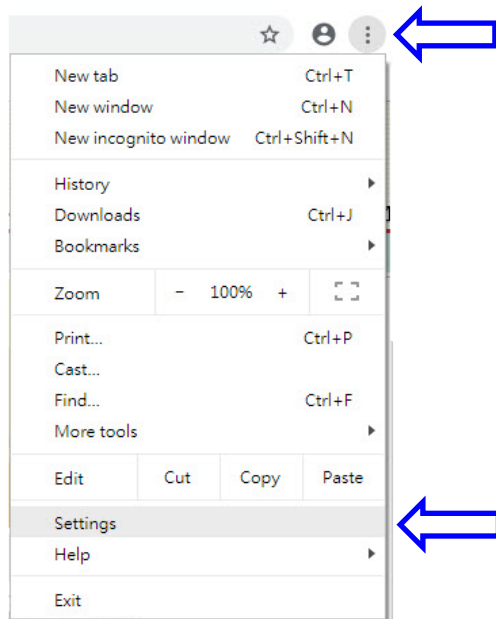 New tab Ctrl+T
New window Ctrl+N
New incognito window Ctrl+Shift+N
History
Downloads Ctrl+J
Bookmarks
Zoom - 100% +
Print... Ctrl+P
Cast...
Find... Ctrl+F
More tools
Edit Cut Copy Paste
Settings
Help
Exit